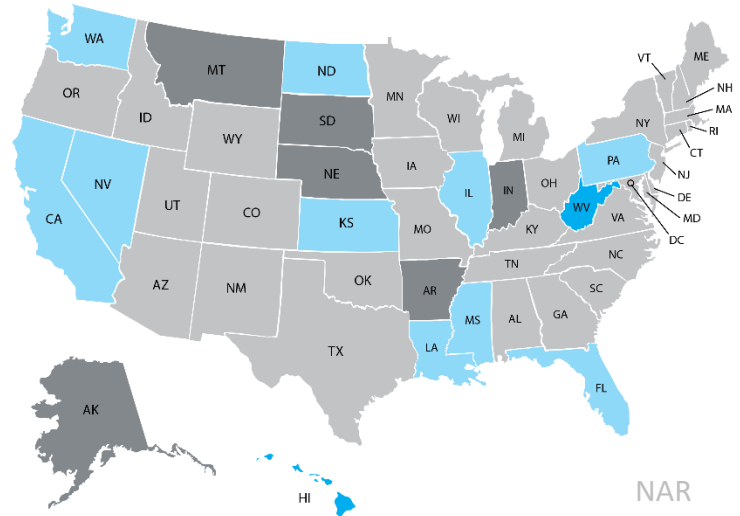 WA
MT
ND
MN
VT
ME
OR
ID
SD
WI
MI
NY
NH
MA
RI
CT
WY
NE
IA
PA
NJ
NV
UT
CO
IL
IN
OH
DE
MD
DC
CA
KS
MO
WV
VA
KY
AZ
NM
OK
AR
TN
NC
SC
TX
LA
MS
AL
GA
FL
AK
HI
NAR